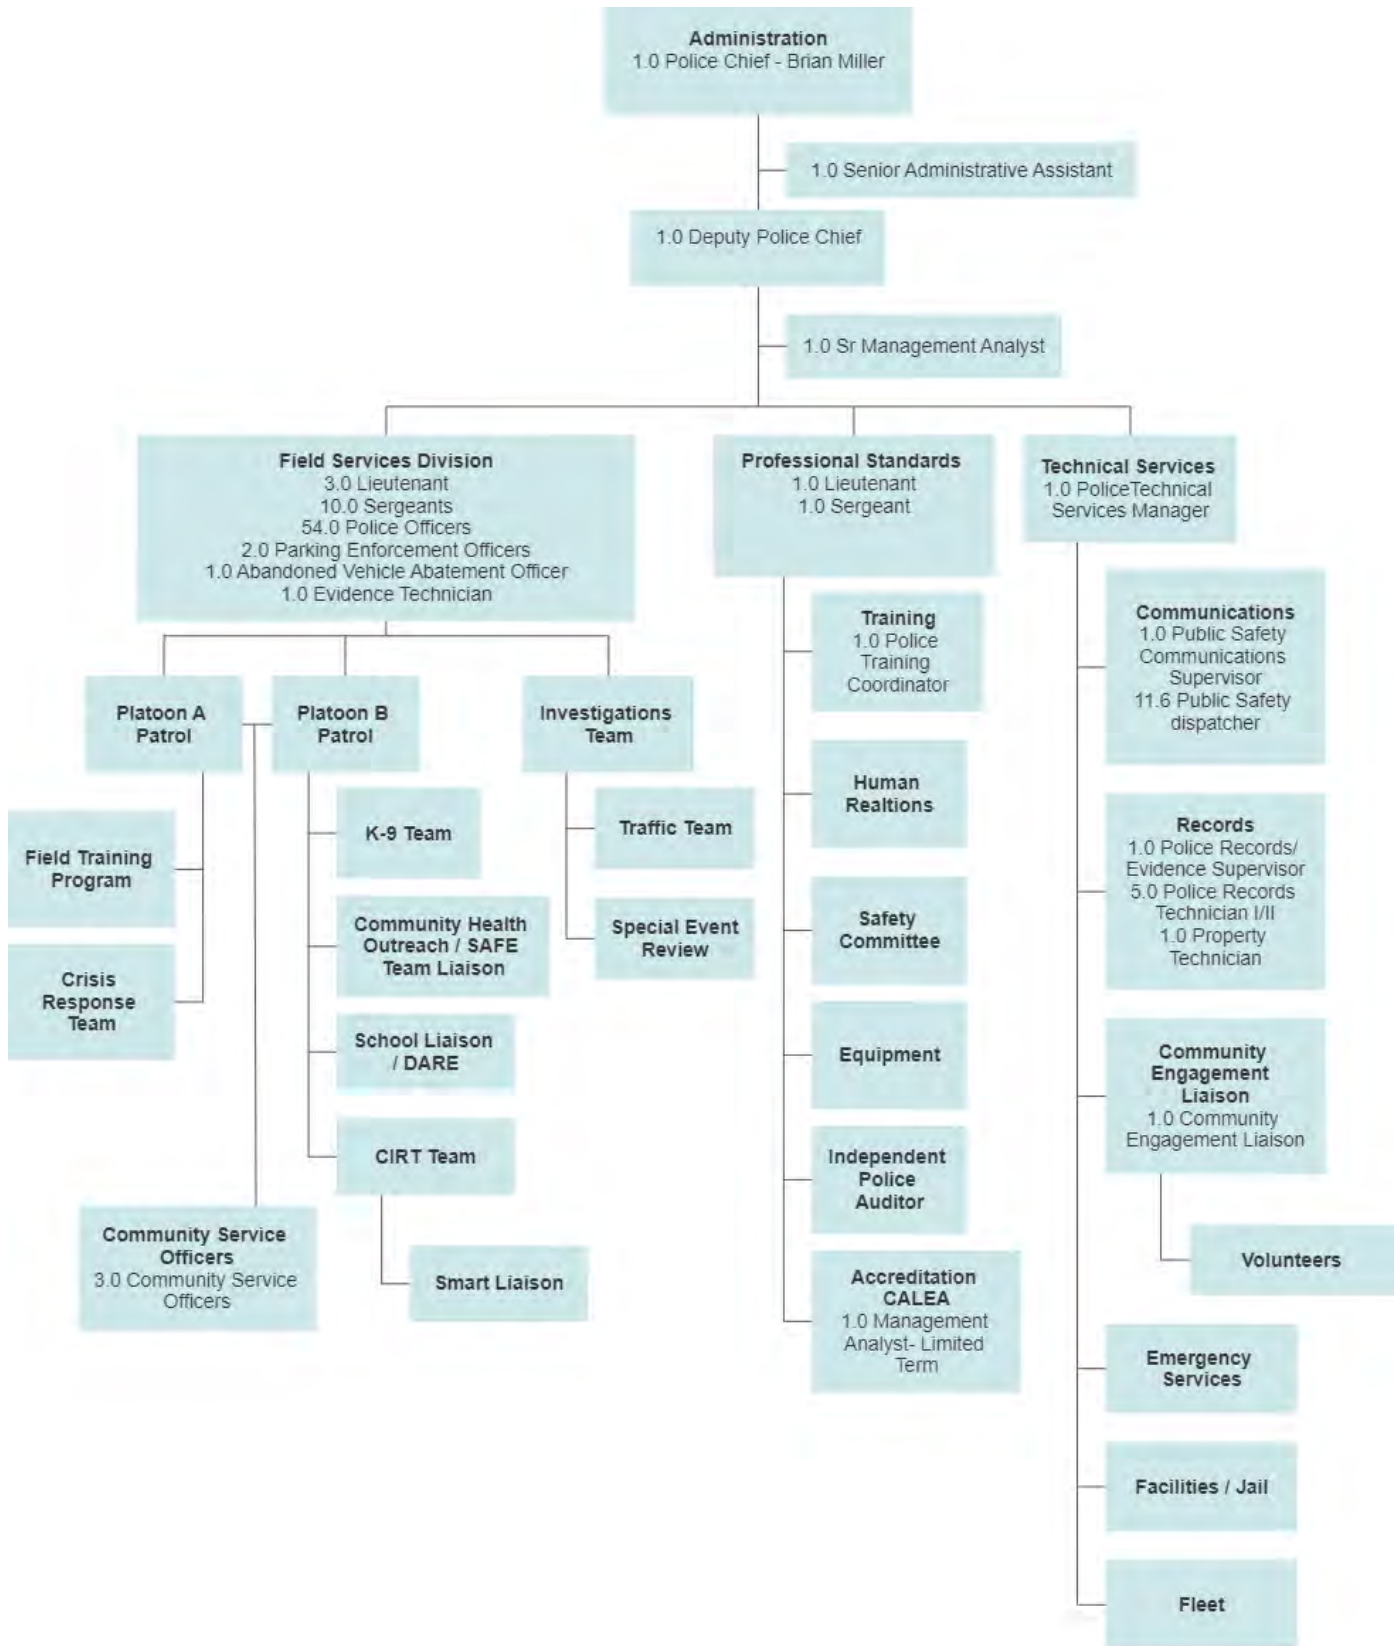 Administration
1.0 Police Chief - Brian Miller
1.0 Senior Administrative Assistant
1.0 Deputy Police Chief
1.0 Sr Management Analyst
Field Services Division
3.0 Lieutenant
10.0 Sergeants
54.0 Police Officers
2.0 Parking Enforcement Officers
1.0 Abandoned Vehicle Abatement Officer
1.0 Evidence Technician
Professional Standards
1.0 Lieutenant
1.0 Sergeant
Technical Services
1.0 PoliceTechnical
Services Manager
Platoon A
Patrol
Platoon B
Patrol
Investigations
Team
Field Training
Program
Crisis
Response
Team
K-9 Team
Community Health
Outreach / SAFE
Team Liaison
School Liaison
/ DARE
CIRT Team
Smart Liaison
Community Service
Officers
3.0 Community Service
Officers
Traffic Team
Special Event
Review
Training
1.0 Police
Training
Coordinator
Human
Realtions
Safety
Committee
Equipment
Independent
Police
Auditor
Accreditation
CALEA
1.0 Management
Analyst- Limited
Term
Communications
1.0 Public Safety
Communications
Supervisor
11.6 Public Safety
dispatcher
Records
1.0 Police Records/
Evidence Supervisor
5.0 Police Records
Technician I/II
1.0 Property
Technician
Community
Engagement
Liaison
1.0 Community
Engagement Liaison
Volunteers
Emergency
Services
Facilities / Jail
Fleet